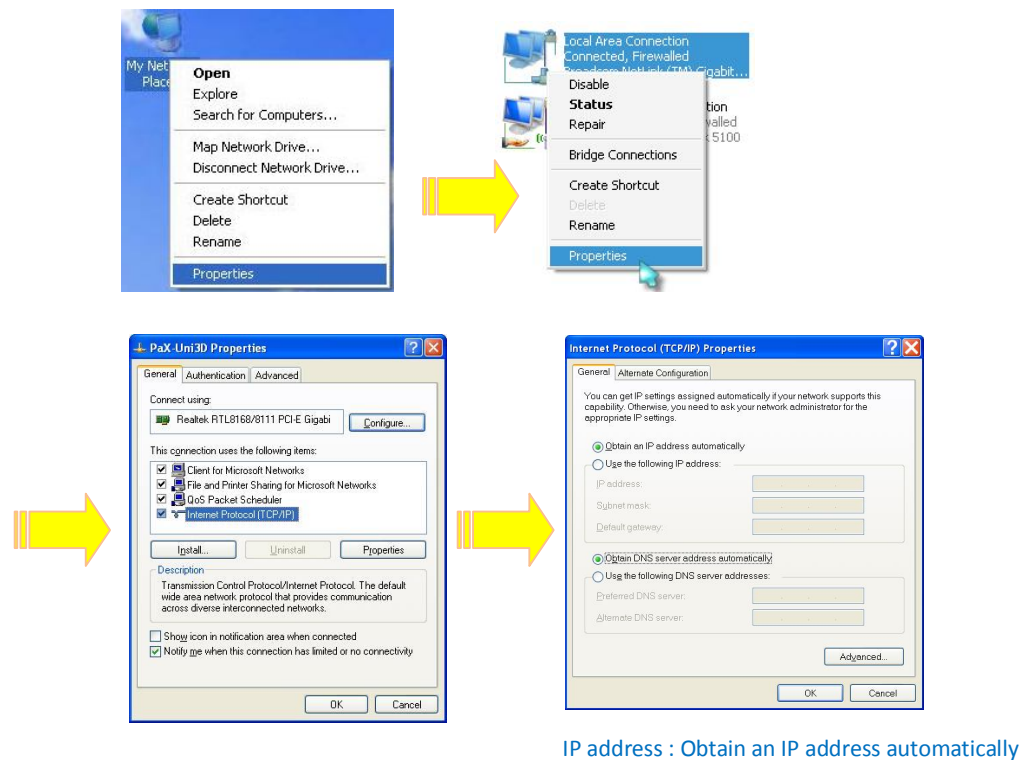 My Net
Place
Open
Explore
Search for Computers...
Map Network Drive...
Disconnect Network Drive...
Create Shortcut
Delete
Rename
Properties
Local Area Connection
Connected, Firewalled
Broadcom NetLink (TM) Gigabit...
Disable
Status
Repair
Bridge Connections
Create Shortcut
Delete
Rename
Properties
tion
walled
5100
PaX-Uni3D Properties
General Authentication Advanced
Connect using:
Realtek RTL8168/8111 PCI-E Gigabi
Configure...
This connection uses the following items:
Client for Microsoft Networks
File and Printer Sharing for Microsoft Networks
QoS Packet Scheduler
Internet Protocol (TCP/IP)
Install... Uninstall Properties
Description
Transmission Control Protocol/Internet Protocol. The default
wide area network protocol that provides communication
across diverse interconnected networks.
Show icon in notification area when connected
Notify me when this connection has limited or no connectivity
OK Cancel
Internet Protocol (TCP/IP) Properties
General Alternate Configuration
You can get IP settings assigned automatically if your network supports this
capability. Otherwise, you need to ask your network administrator for the
appropriate IP settings.
Obtain an IP address automatically
Use the following IP address:
IP address:
Subnet mask:
Default gateway:
Obtain DNS server address automatically
Use the following DNS server addresses:
Preferred DNS server:
Alternate DNS server:
Advanced...
OK Cancel
IP address : Obtain an IP address automatically